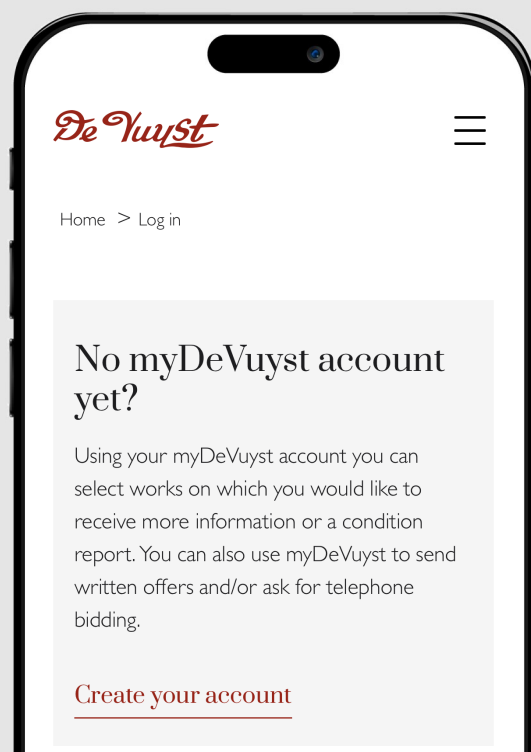 De Vuyst
Home > Log in
No myDeVuyst account
yet?
Using your myDeVuyst account you can
select works on which you would like to
receive more information or a condition
report. You can also use myDeVuyst to send
written offers and/or ask for telephone
bidding.
Create your account